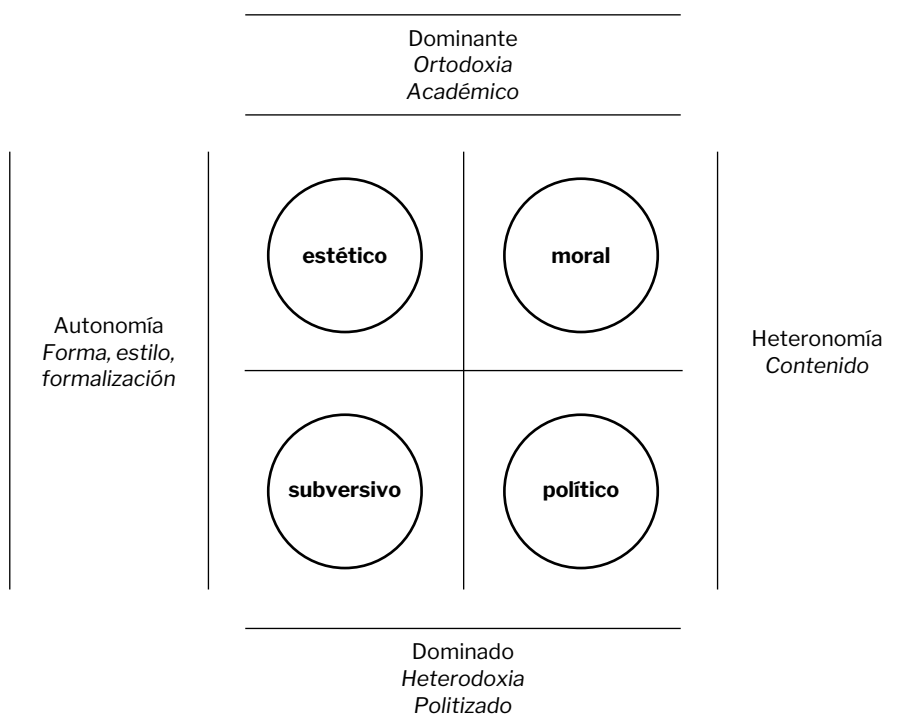 Dominante
Ortodoxia
Académico
estético
moral
Autonomía
Forma, estilo,
formalización
Heteronomía
Contenido
subversivo
político
Dominado
Heterodoxia
Politizado